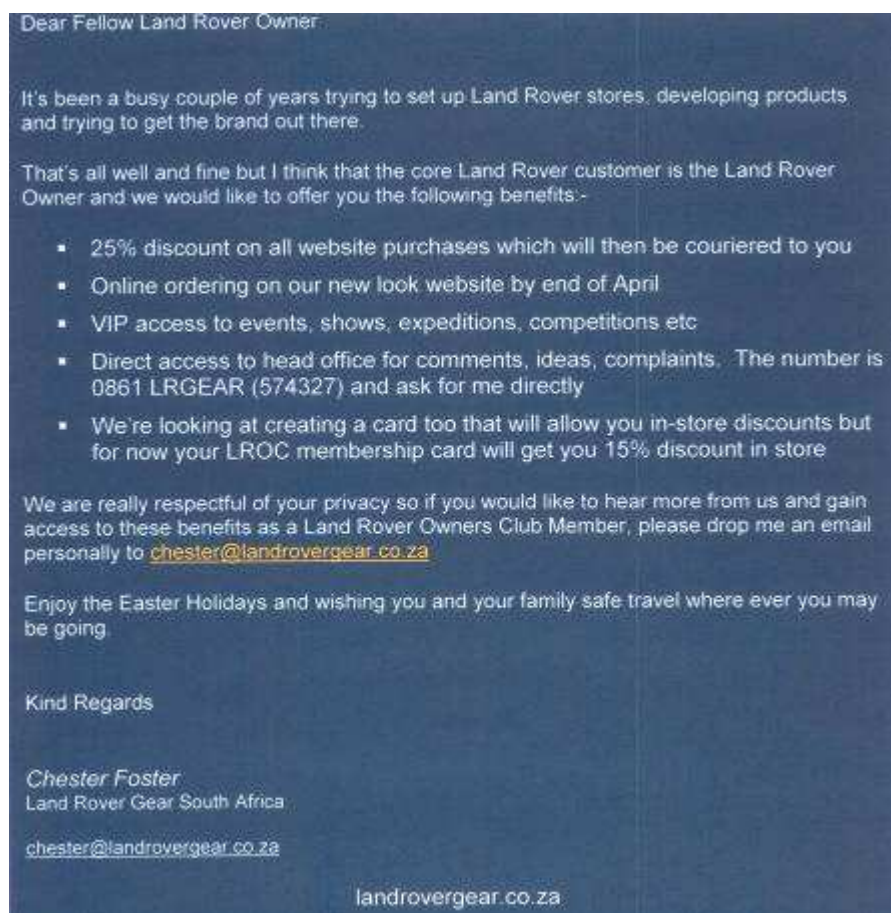 Dear Fellow Land Rover Owner
It's been a busy couple of years trying to set up Land Rover stores, developing products
and trying to get the brand out there.
That's all well and fine but I think that the core Land Rover customer is the Land Rover
Owner and we would like to offer you the following benefits:-
▪ 25% discount on all website purchases which will then be couriered to you
▪ Online ordering on our new look website by end of April
▪ VIP access to events, shows, expeditions, competitions etc
▪ Direct access to head office for comments, ideas, complaints. The number is
0861 LRGEAR (574327) and ask for me directly
▪ We're looking at creating a card too that will allow you in-store discounts but
for now your LROC membership card will get you 15% discount in store
We are really respectful of your privacy so if you would like to hear more from us and gain
access to these benefits as a Land Rover Owners Club Member, please drop me an email
personally to chester@landrovergear.co.za
Enjoy the Easter Holidays and wishing you and your family safe travel where ever you may
be going.
Kind Regards
Chester Foster
Land Rover Gear South Africa
chester@landrovergear.co.za
landrovergear.co.za